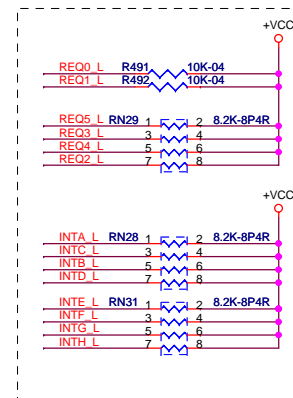 +VCC
REQ0_L R491 10K-04
REQ1_L R492 10K-04
REQ5_L RN29 1 2 8.2K-8P4R
REQ3_L 3 4
REQ4_L 5 6
REQ2_L 7 8
+VCC
INTA_L RN28 1 2 8.2K-8P4R
INTC_L 3 4
INTB_L 5 6
INTD_L 7 8
INTE_L RN31 1 2 8.2K-8P4R
INTF_L 3 4
INTG_L 5 6
INTH_L 7 8